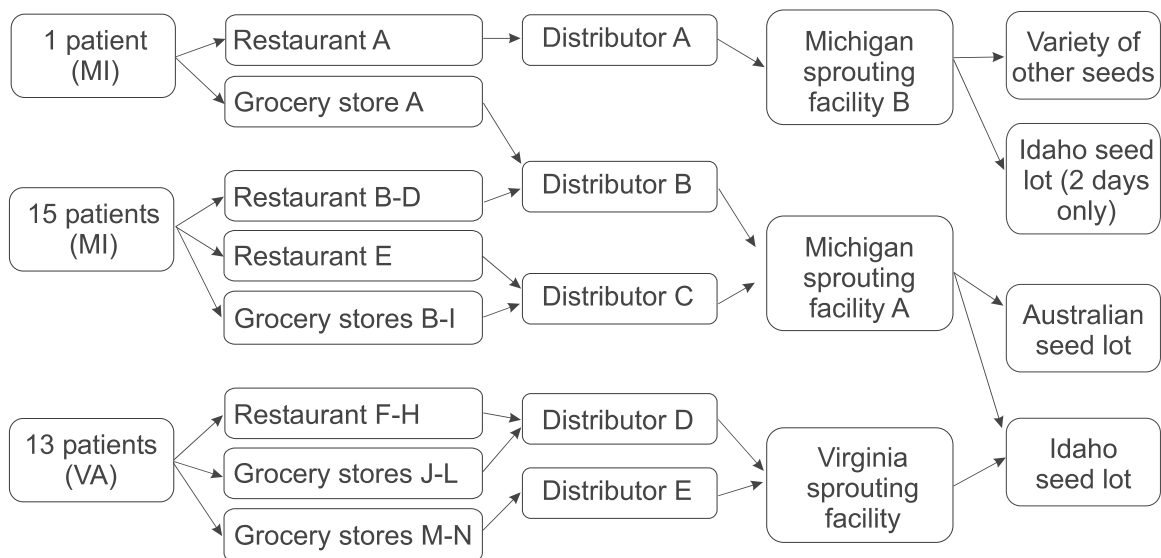 1 patient
(MI)
Restaurant A
Grocery store A
Distributor A
Michigan
sprouting
facility B
Variety of
other seeds
Idaho seed
lot (2 days
only)
15 patients
(MI)
Restaurant B-D
Restaurant E
Grocery stores B-I
Distributor B
Distributor C
Michigan
sprouting
facility A
Australian
seed lot
13 patients
(VA)
Restaurant F-H
Grocery stores J-L
Grocery stores M-N
Distributor D
Distributor E
Virginia
sprouting
facility
Idaho
seed lot